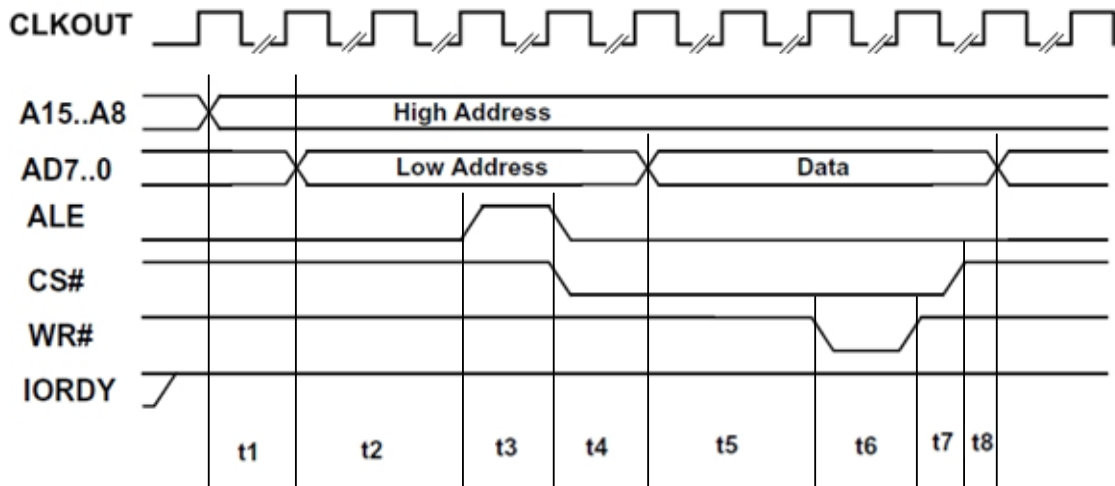 CLKOUT
A15..A8 High Address
AD7..0 Low Address Data
ALE
CS#
WR#
IORDY
t1 t2 t3 t4 t5 t6 t7 t8